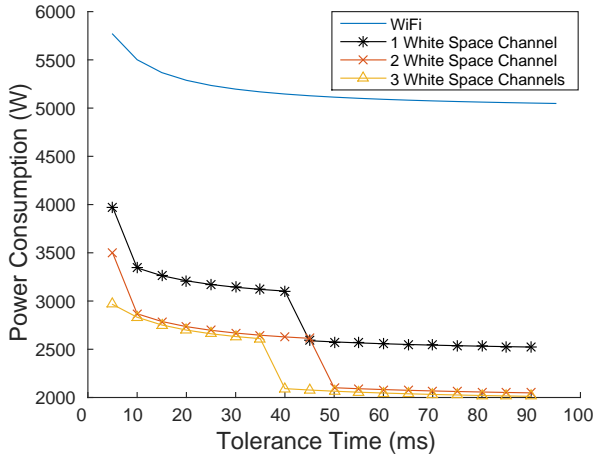 6000
5500
5000
4500
4000
3500
3000
2500
2000
Power Consumption (W)
WiFi
1 White Space Channel
2 White Space Channel
3 White Space Channels
0 10 20 30 40 50 60 70 80 90 100
Tolerance Time (ms)